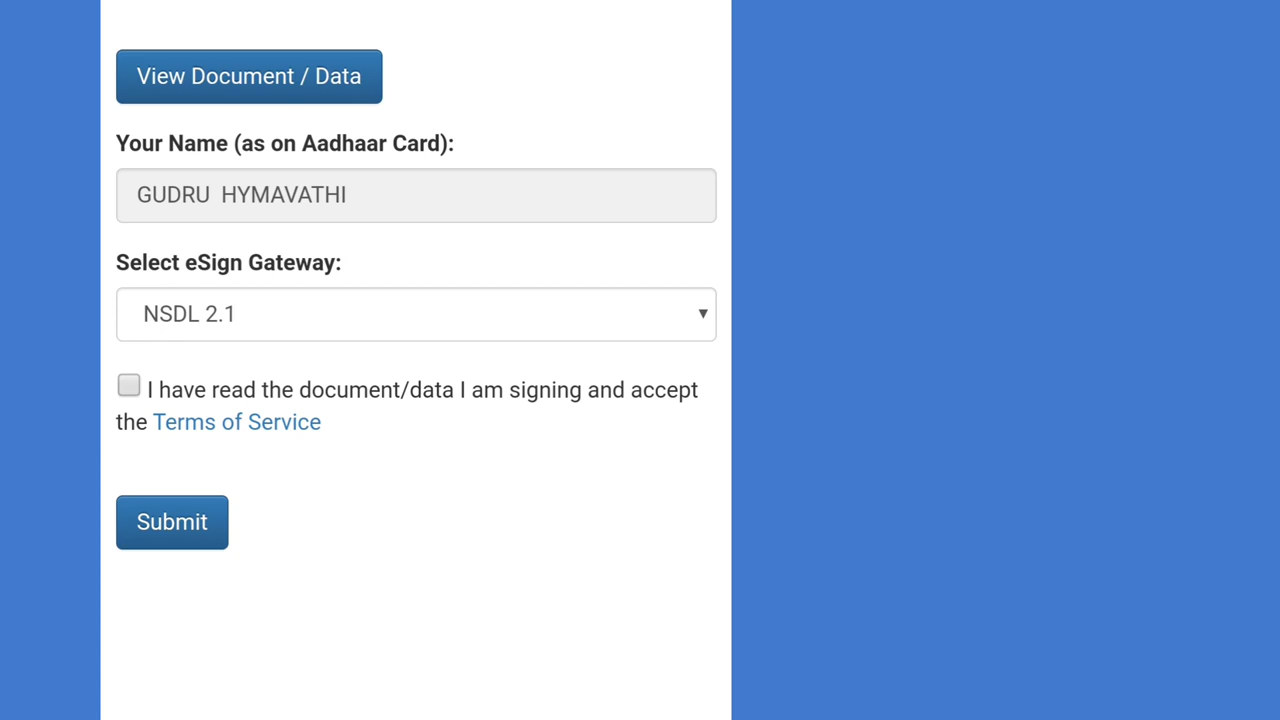 View Document / Data
Your Name (as on Aadhaar Card):
GUDRU  HYMAVATHI
Select eSign Gateway:
NSDL 2.1
I have read the document/data I am signing and accept
the Terms of Service
Submit